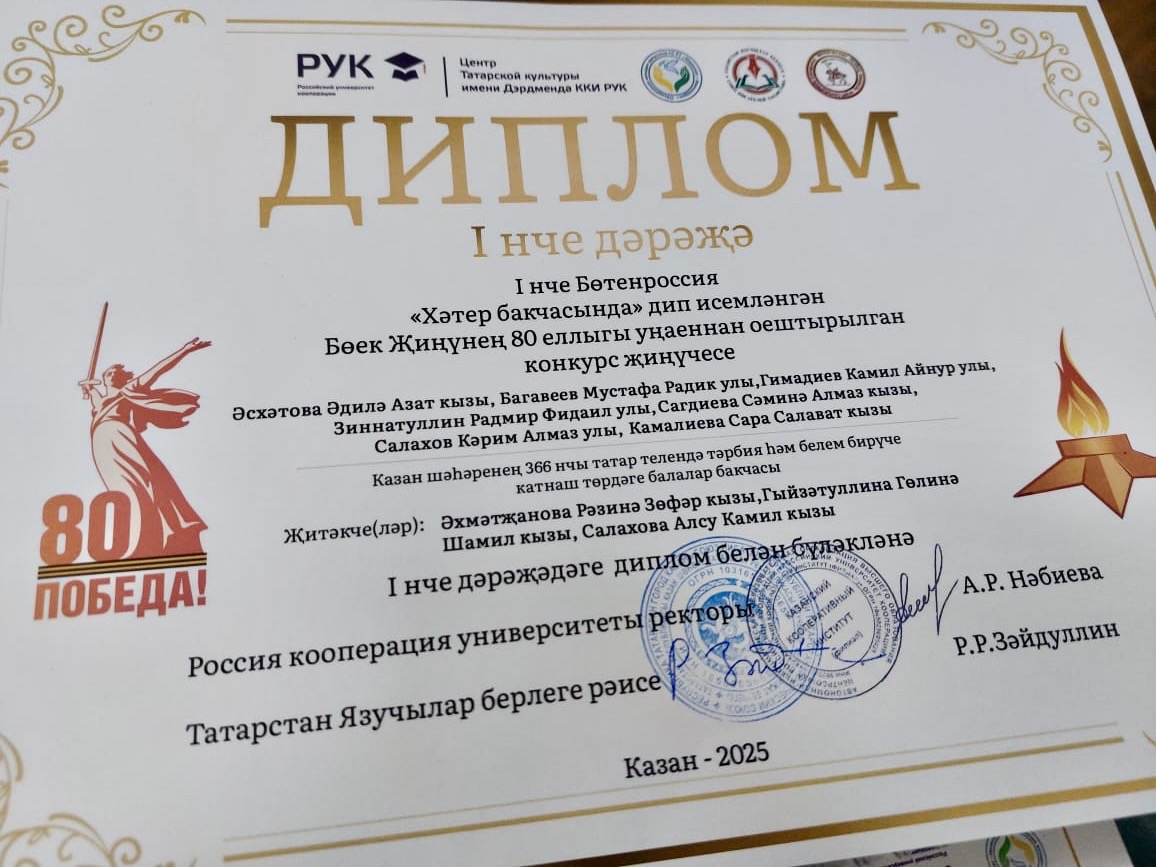 РУК
Российский университет
кооперации
Центр
Татарской культуры
имени Дэрдменда ККИ РУК
ДИПЛОМ
I нче дәрәҗә
I нче Бөтенроссия
«Хәтер бакчасында» дип исемләнгән
Бөек Җиңүнең 80 еллыгы уңаеннан оештырылган
конкурс җиңүчесе
Әсхәтова Әдилә Азат кызы, Багавеев Мустафа Радик улы,Гимадиев Камил Айнур улы,
Зиннатуллин Радмир Фидаил улы,Сагдиева Сәминә Алмаз кызы,
Салахов Кәрим Алмаз улы, Камалиева Сара Салават кызы
Казан шәһәренең 366 нчы татар телендә тәрбия һәм белем бирүче
катнаш төрдәге балалар бакчасы
Җитәкче(ләр): Әхмәтҗанова Рәзинә Зөфәр кызы,Гыйзәтуллина Гөлинә
Шамил кызы, Салахова Алсу Камил кызы
I нче дәрәҗәдәге диплом белән бүләкләнә
Россия кооперация университеты ректоры А.Р. Нәбиева
Татарстан Язучылар берлеге рәисе Р.Р.Зәйдуллин
Казан - 2025
80
ПОБЕДА!
КАЗАНСКИЙ
КООПЕРАТИВНЫЙ
ИНСТИТУТ
(филиал)